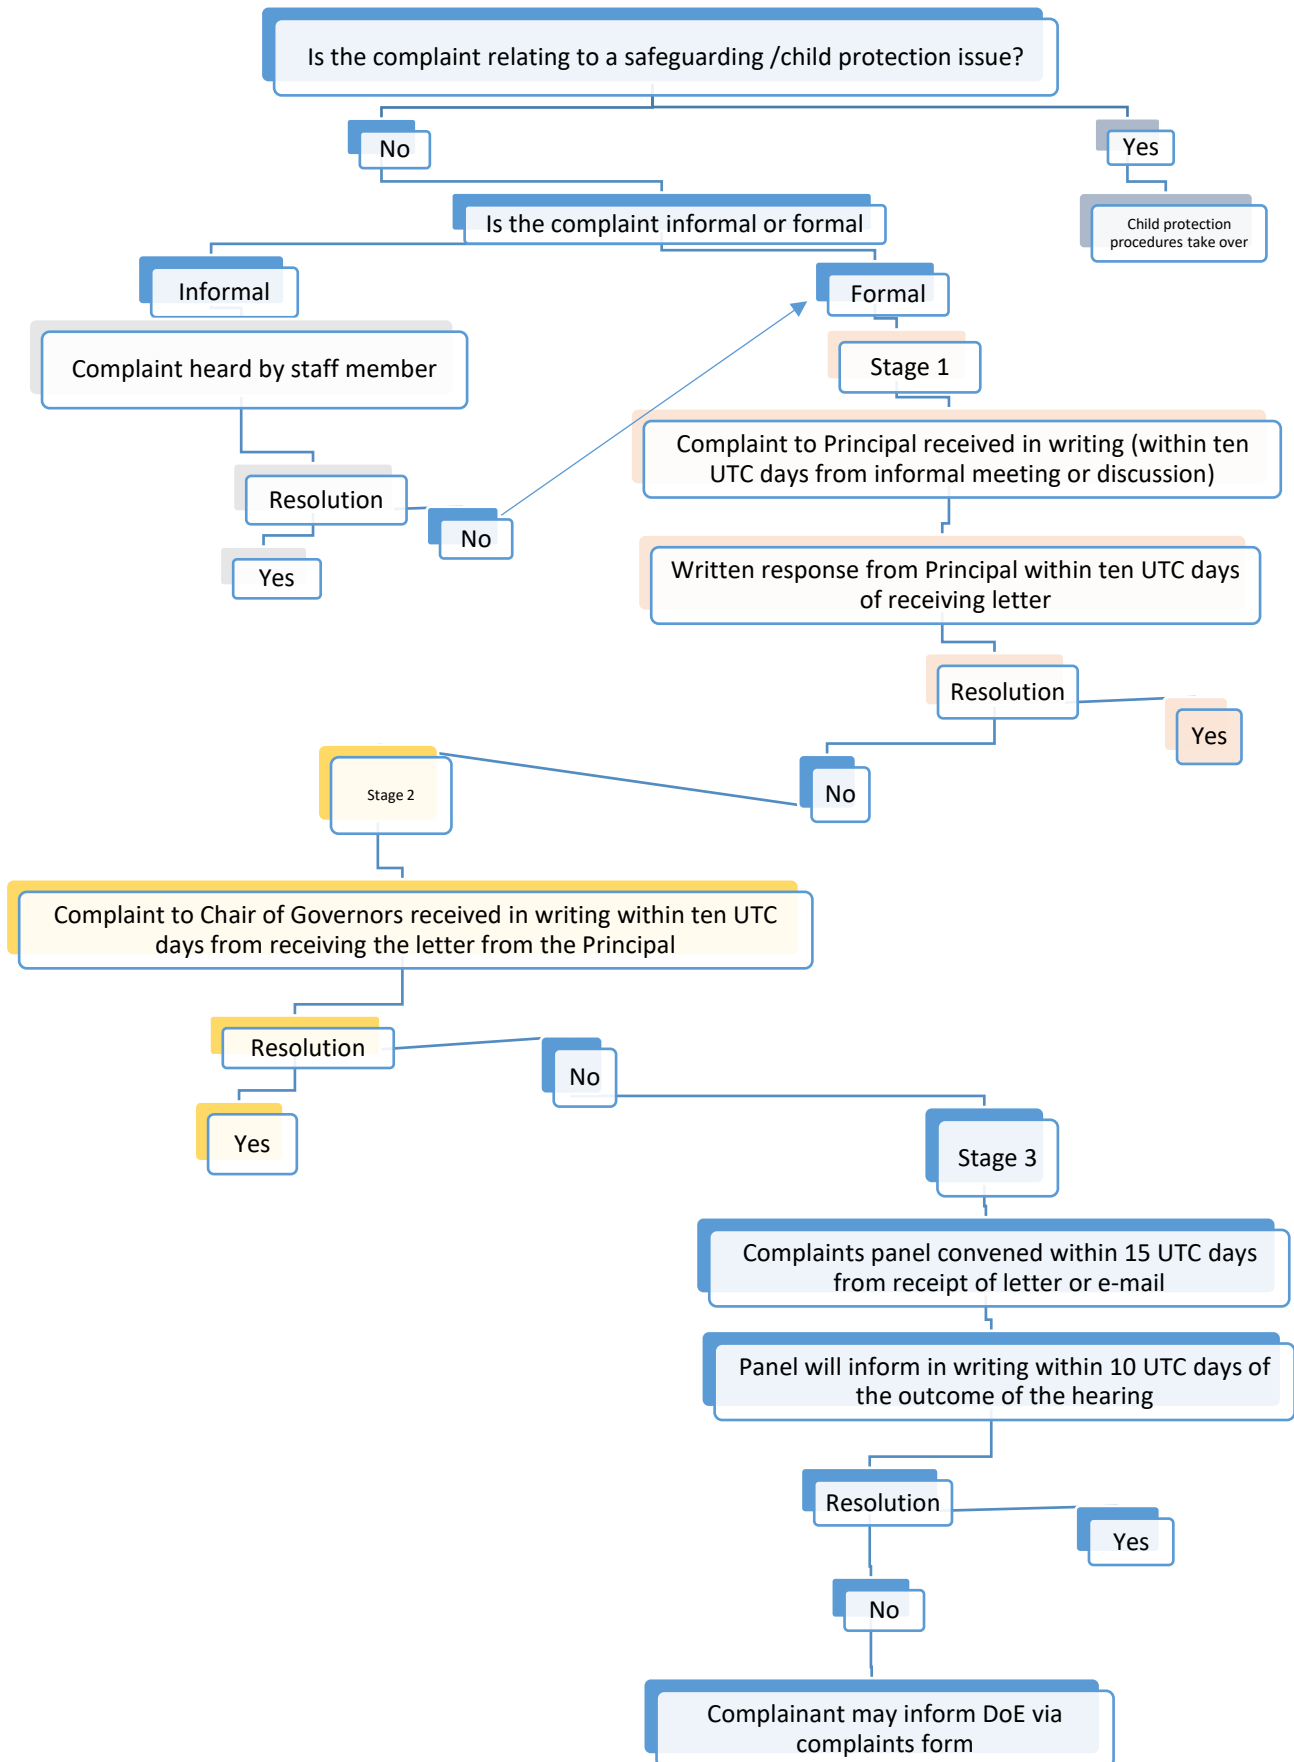 Is the complaint relating to a safeguarding /child protection issue?
No
Yes
Is the complaint informal or formal
Child protection
procedures take over
Informal
Formal
Complaint heard by staff member
Stage 1
Complaint to Principal received in writing (within ten
UTC days from informal meeting or discussion)
Resolution
No
Yes
Written response from Principal within ten UTC days
of receiving letter
Resolution
Yes
No
Stage 2
Complaint to Chair of Governors received in writing within ten UTC
days from receiving the letter from the Principal
Resolution
No
Yes
Stage 3
Complaints panel convened within 15 UTC days
from receipt of letter or e-mail
Panel will inform in writing within 10 UTC days of
the outcome of the hearing
Resolution
Yes
No
Complainant may inform DoE via
complaints form